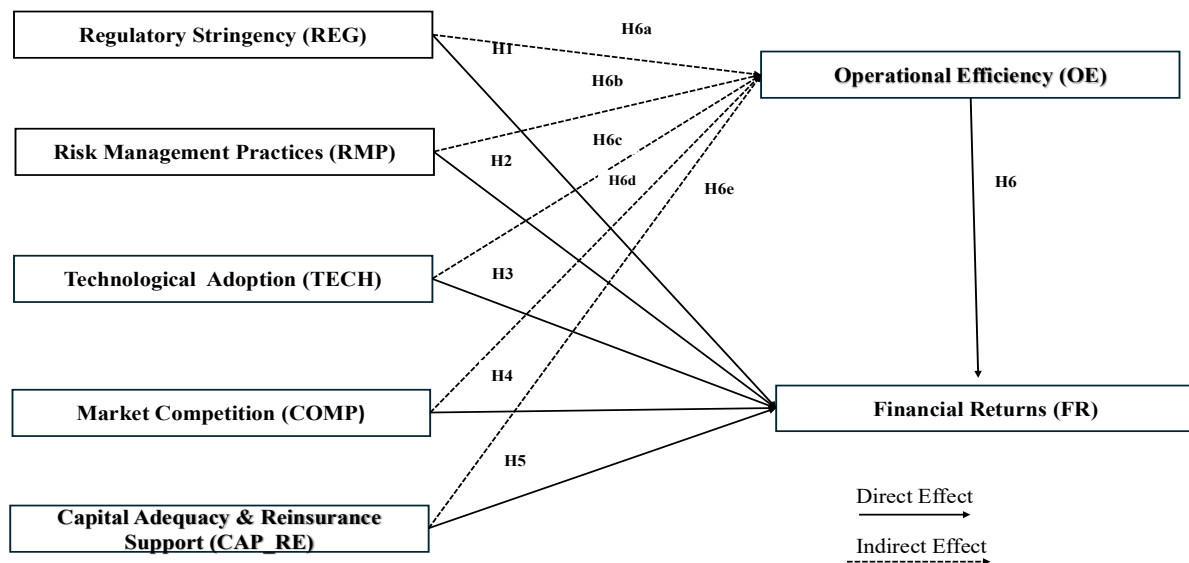 Regulatory Stringency (REG)
H1
H6a
Operational Efficiency (OE)
H6b
Risk Management Practices (RMP)
H2
H6c
H6d
H6e
H6
Technological Adoption (TECH)
H3
H4
Market Competition (COMP)
Financial Returns (FR)
H5
Capital Adequacy & Reinsurance
Support (CAP_RE)
Direct Effect
Indirect Effect